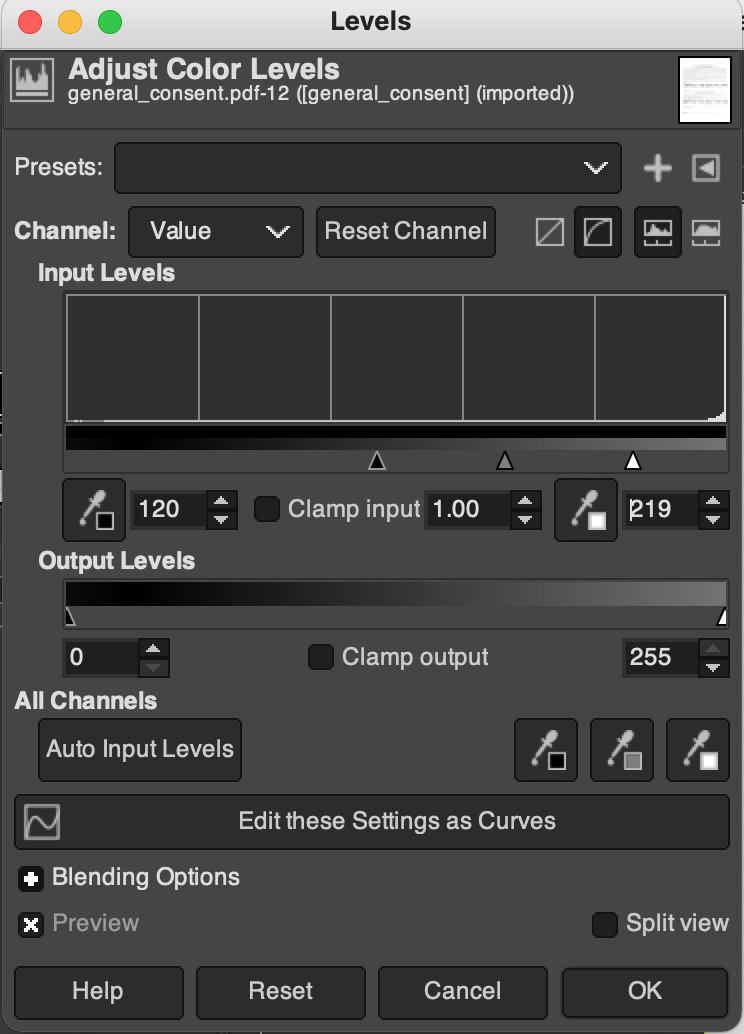 Levels
Adjust Color Levels
general_consent.pdf-12 ([general_consent] (imported))
Presets:
Channel: Value Reset Channel
Input Levels
120 Clamp input 1.00 219
Output Levels
0 Clamp output 255
All Channels
Auto Input Levels
Edit these Settings as Curves
Blending Options
Preview Split view
Help Reset Cancel OK